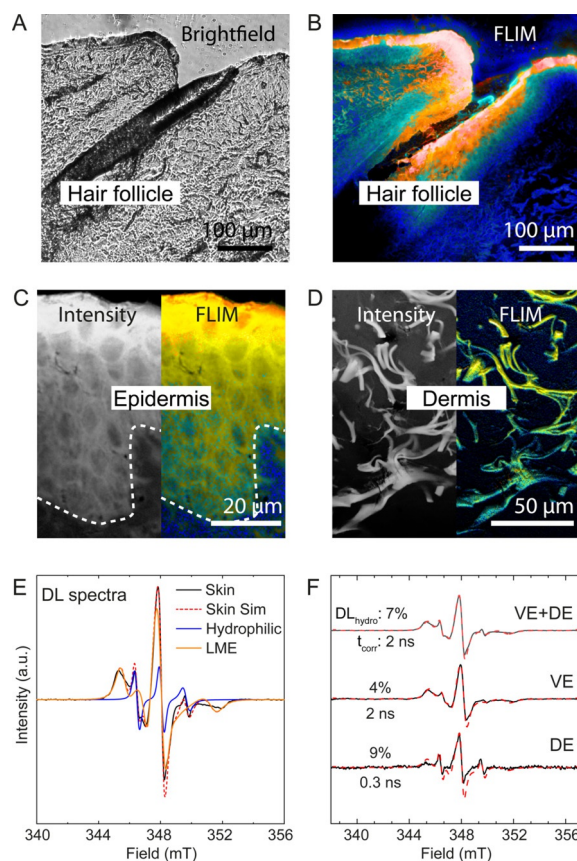 A
Brightfield
Hair follicle
100 μm
B
FLIM
Hair follicle
100 μm
C
Intensity
FLIM
Epidermis
20 μm
D
Intensity
FLIM
Dermis
50 μm
E
DL spectra
Skin
Skin Sim
Hydrophilic
LME
Intensity (a.u.)
340 344 348 352 356
Field (mT)
F
DLhydro: 7%
VE+DE
tcorr: 2 ns
4%
VE
2 ns
9%
DE
0.3 ns
340 344 348 352 356
Field (mT)